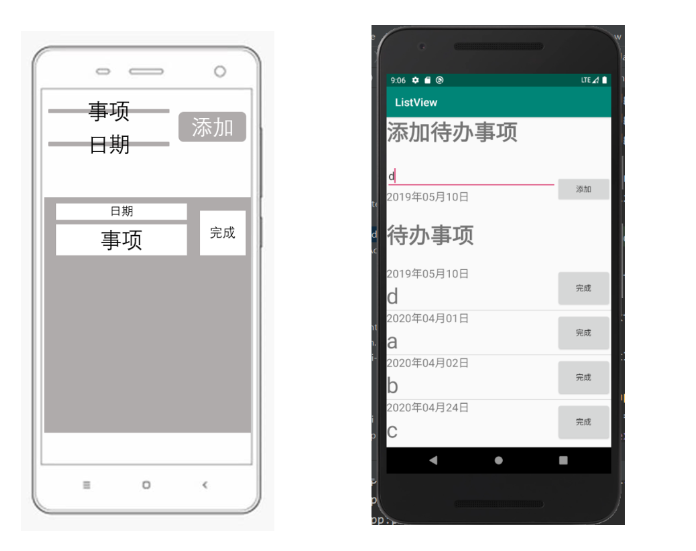 事项
日期
添加
日期
事项
完成
9:06
LTE
ListView
添加待办事项
d
2019年05月10日
添加
待办事项
2019年05月10日
d
完成
2020年04月01日
a
完成
2020年04月02日
b
完成
2020年04月24日
c
完成